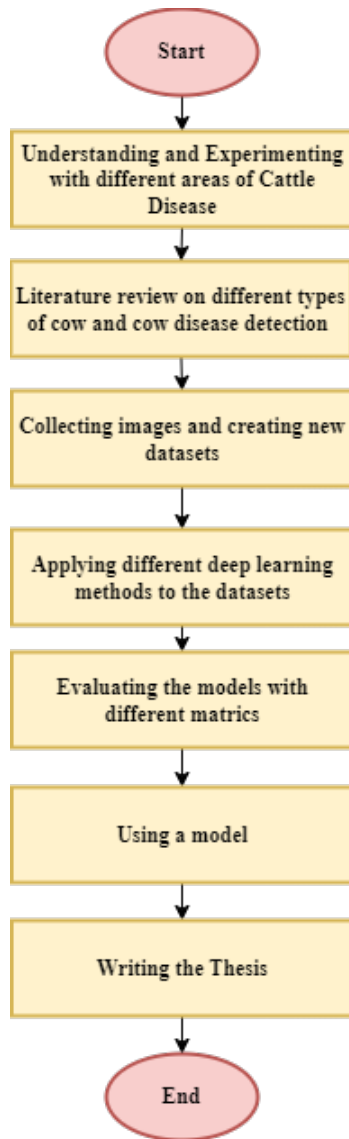 Start
Understanding and Experimenting
with different areas of Cattle
Disease
Literature review on different types
of cow and cow disease detection
Collecting images and creating new
datasets
Applying different deep learning
methods to the datasets
Evaluating the models with
different matrics
Using a model
Writing the Thesis
End